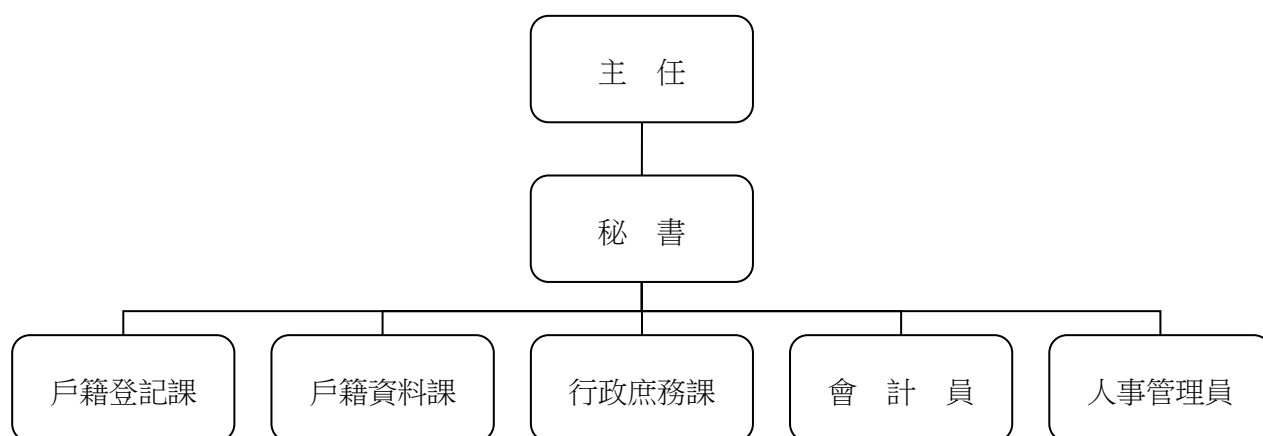 主　任
秘　書
戶籍登記課
戶籍資料課
行政庶務課
會　計　員
人事管理員